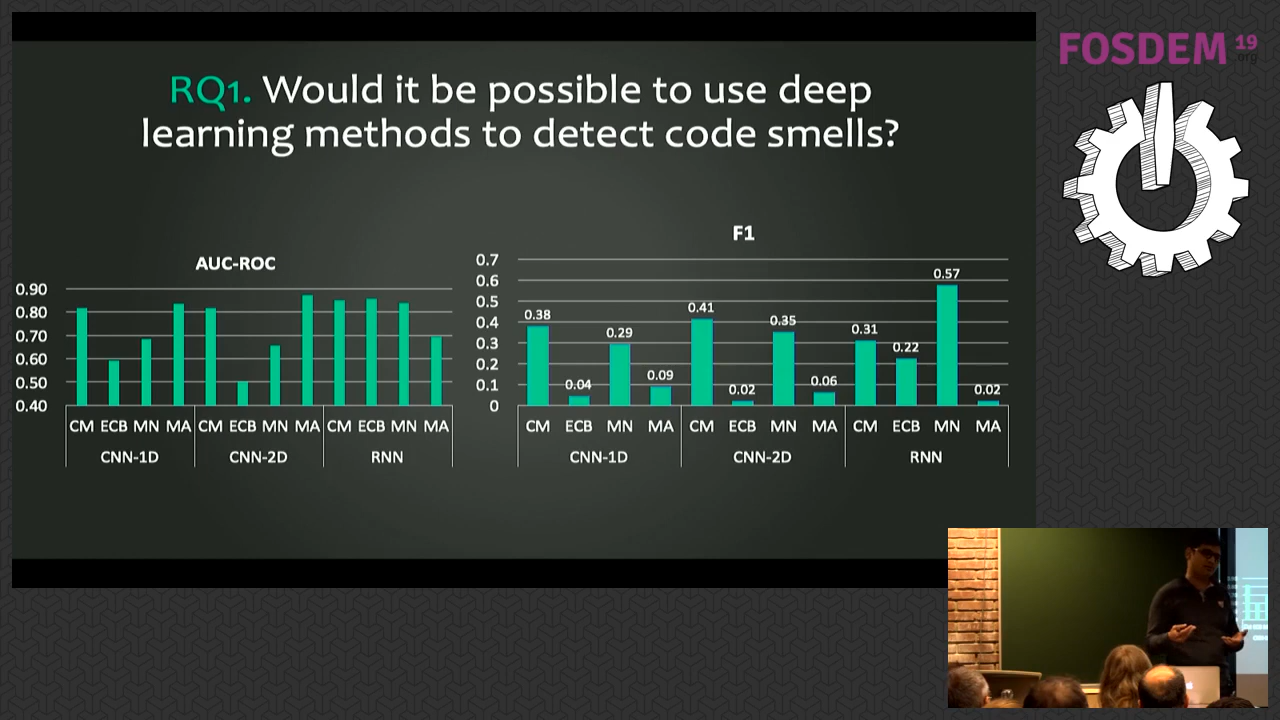 RQ1. Would it be possible to use deep
learning methods to detect code smells?
AUC-ROC
0.90
0.80
0.70
0.60
0.50
0.40
CM ECB MN MA CM ECB MN MA CM ECB MN MA
CNN-1D CNN-2D RNN
F1
0.7
0.6
0.5
0.4
0.3
0.2
0.1
0
0.38 0.04 0.29 0.09 0.41 0.02 0.35 0.06 0.31 0.22 0.57 0.02
CM ECB MN MA CM ECB MN MA CM ECB MN MA
CNN-1D CNN-2D RNN
FOSDEM 19
.org